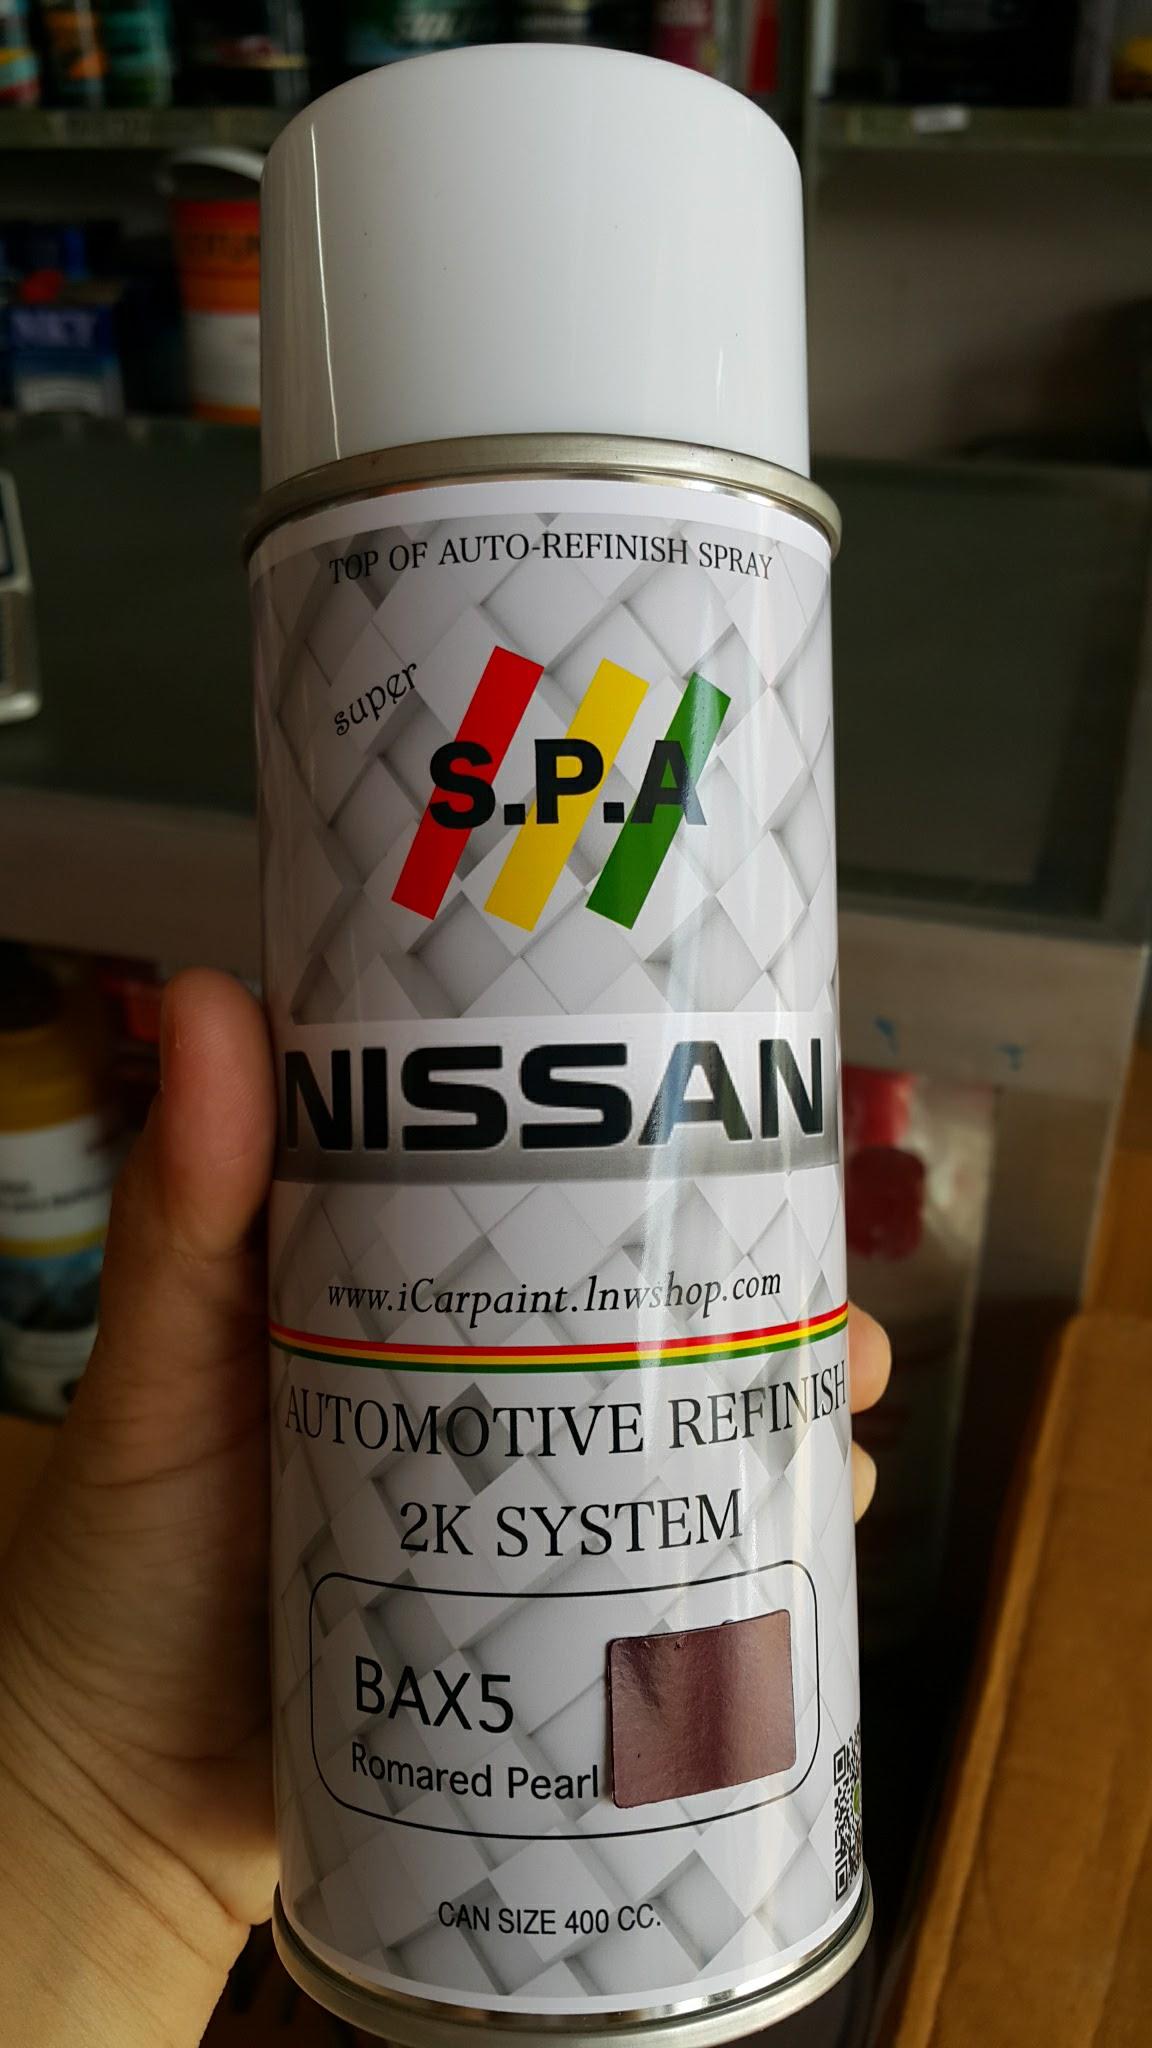 TOP OF AUTO-REFINISH SPRAY
super
S.P.A
NISSAN
www.iCarpaint.lnwshop.com
AUTOMOTIVE REFINISH
2K SYSTEM
BAX5
Romared Pearl
CAN SIZE 400 CC.